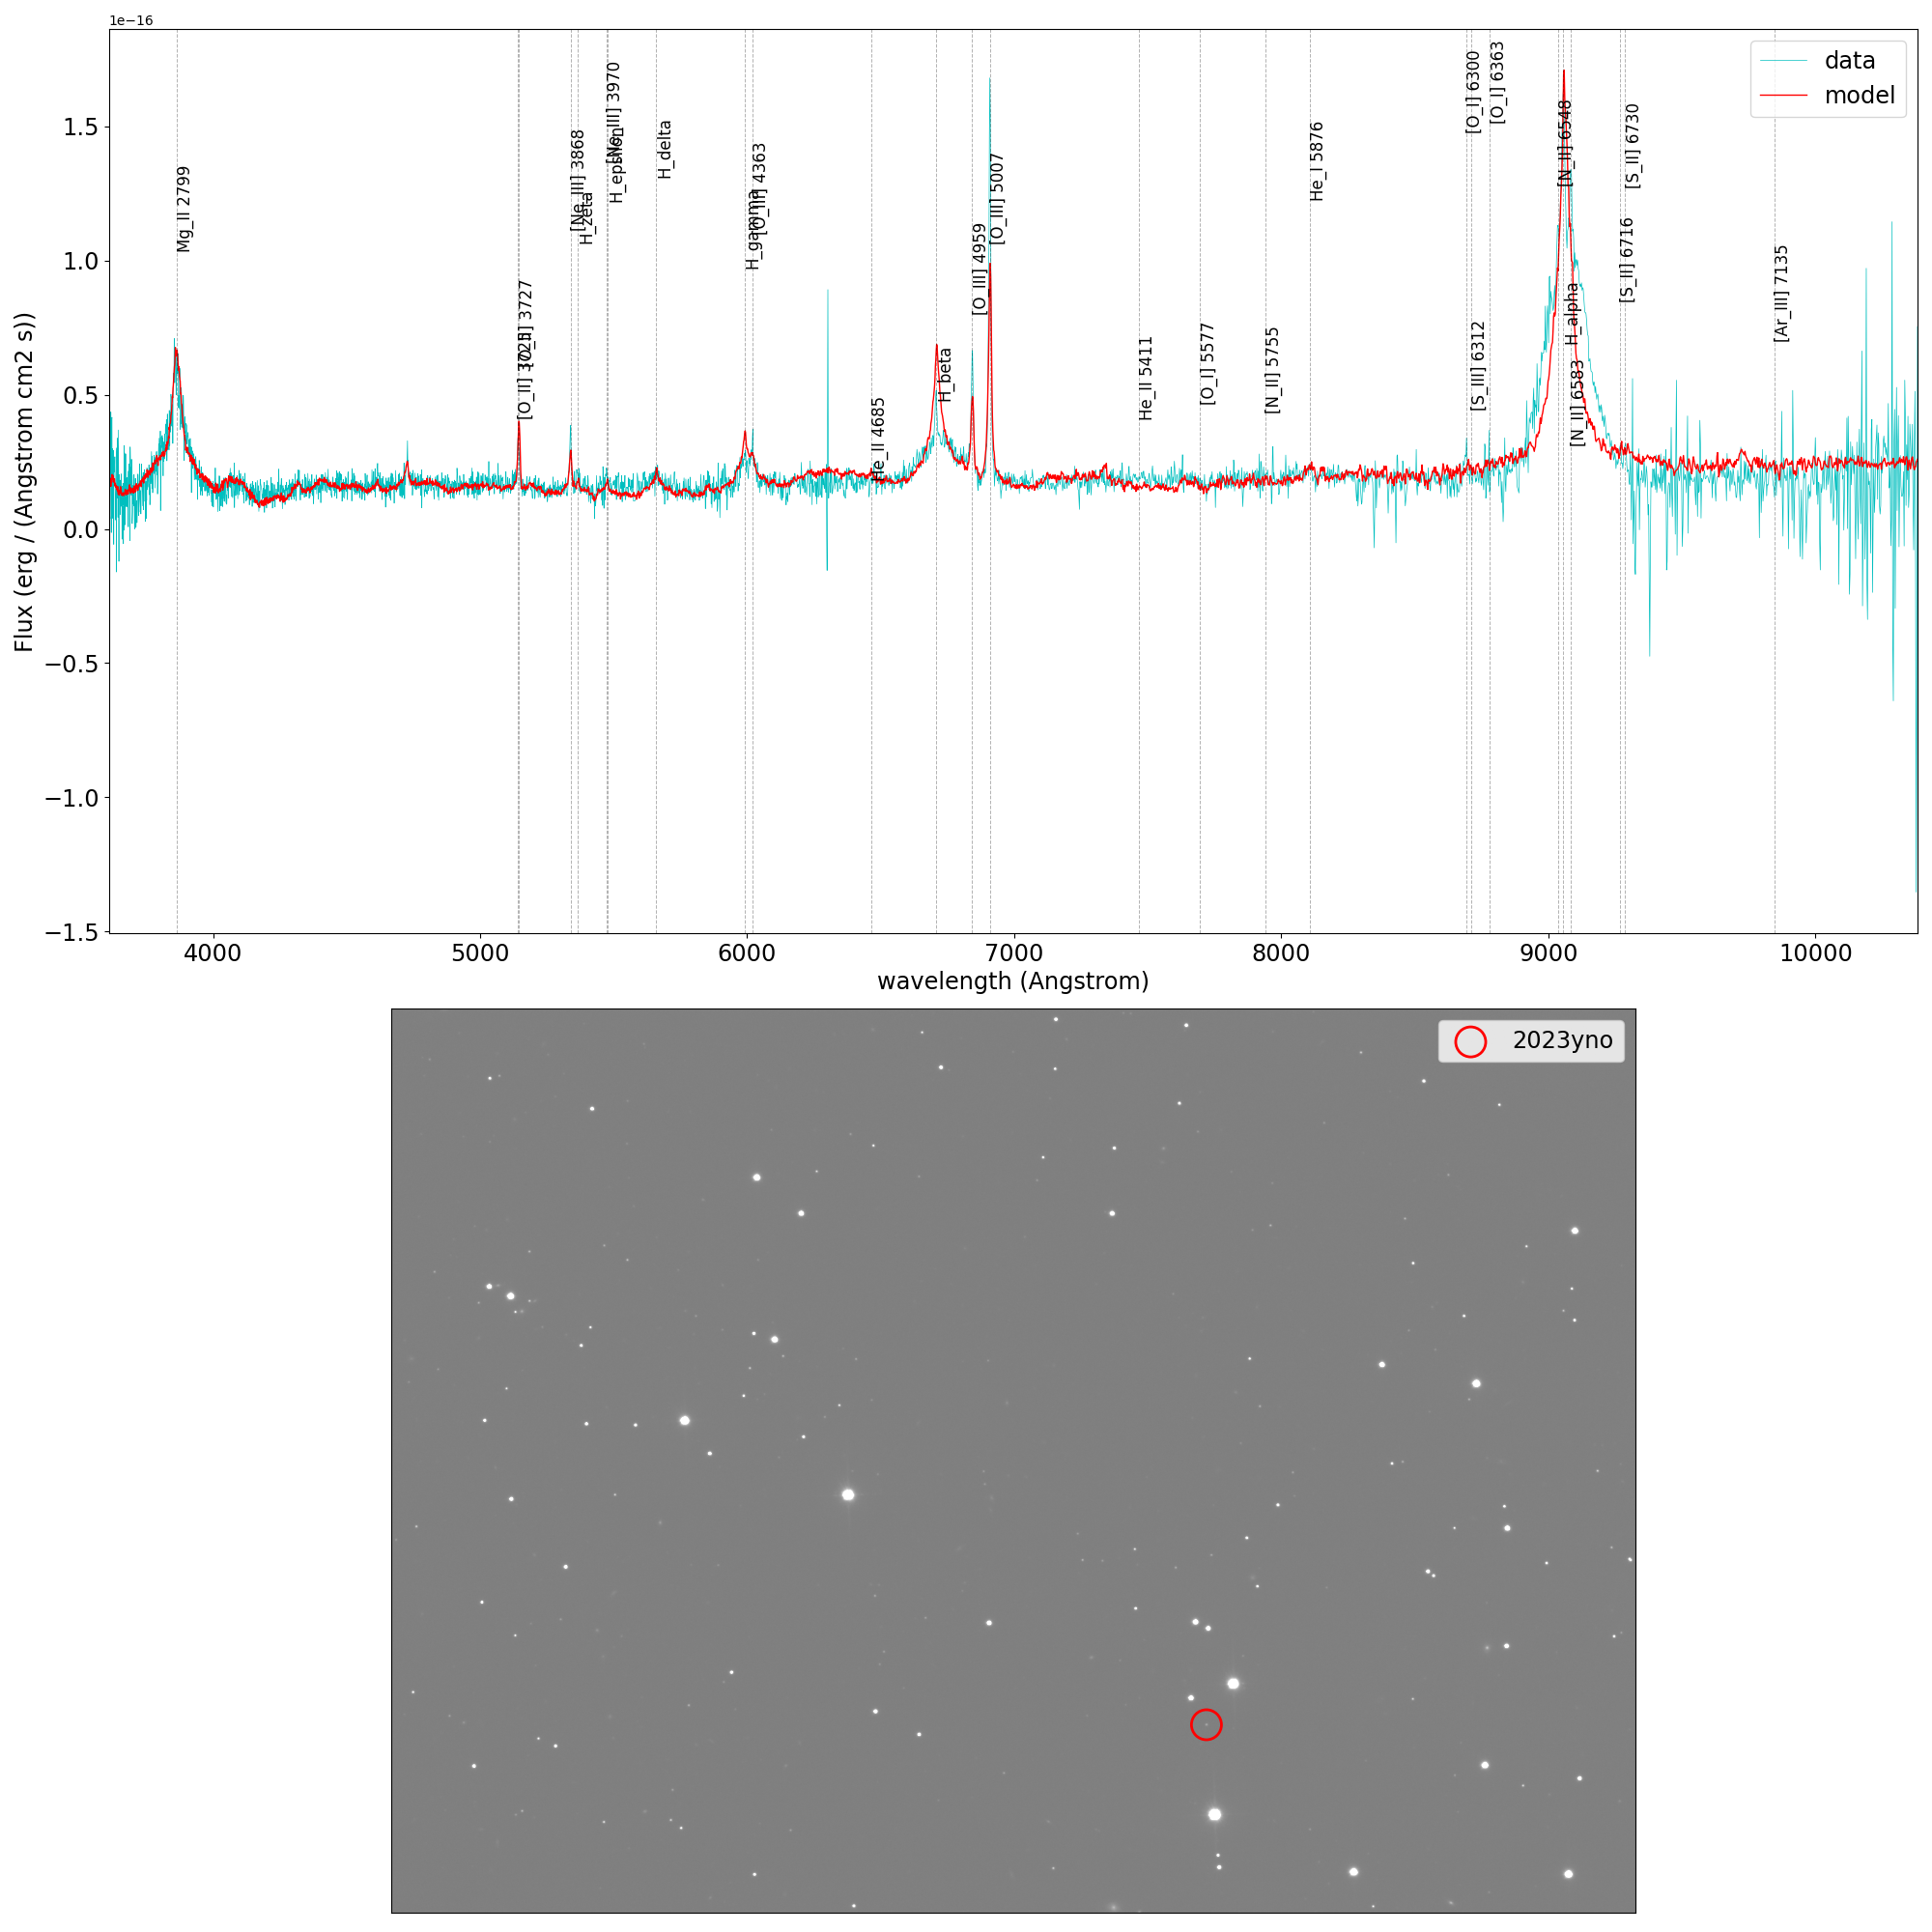 1e−16
data
model
1.5
1.0
0.5
0.0
−0.5
−1.0
−1.5
Flux (erg / (Angstrom cm2 s))
Mg_II 2799
[O_II] 3727
[Ne_III] 3868
H_zeta
3970
H_epsilon
H_delta
H_gamma
[O_III] 4363
He_II 4685
H_beta
[O_III] 4959
[O_III] 5007
He_II 5411
[O_I] 5577
[N_II] 5755
He_I 5876
[O_I] 6300
[S_III] 6312
[O_I] 6363
[N_II] 6548
H_alpha
[N_II] 6583
[S_II] 6716
[S_II] 6730
[Ar_III] 7135
4000
5000
6000
7000
8000
9000
10000
wavelength (Angstrom)
2023yno